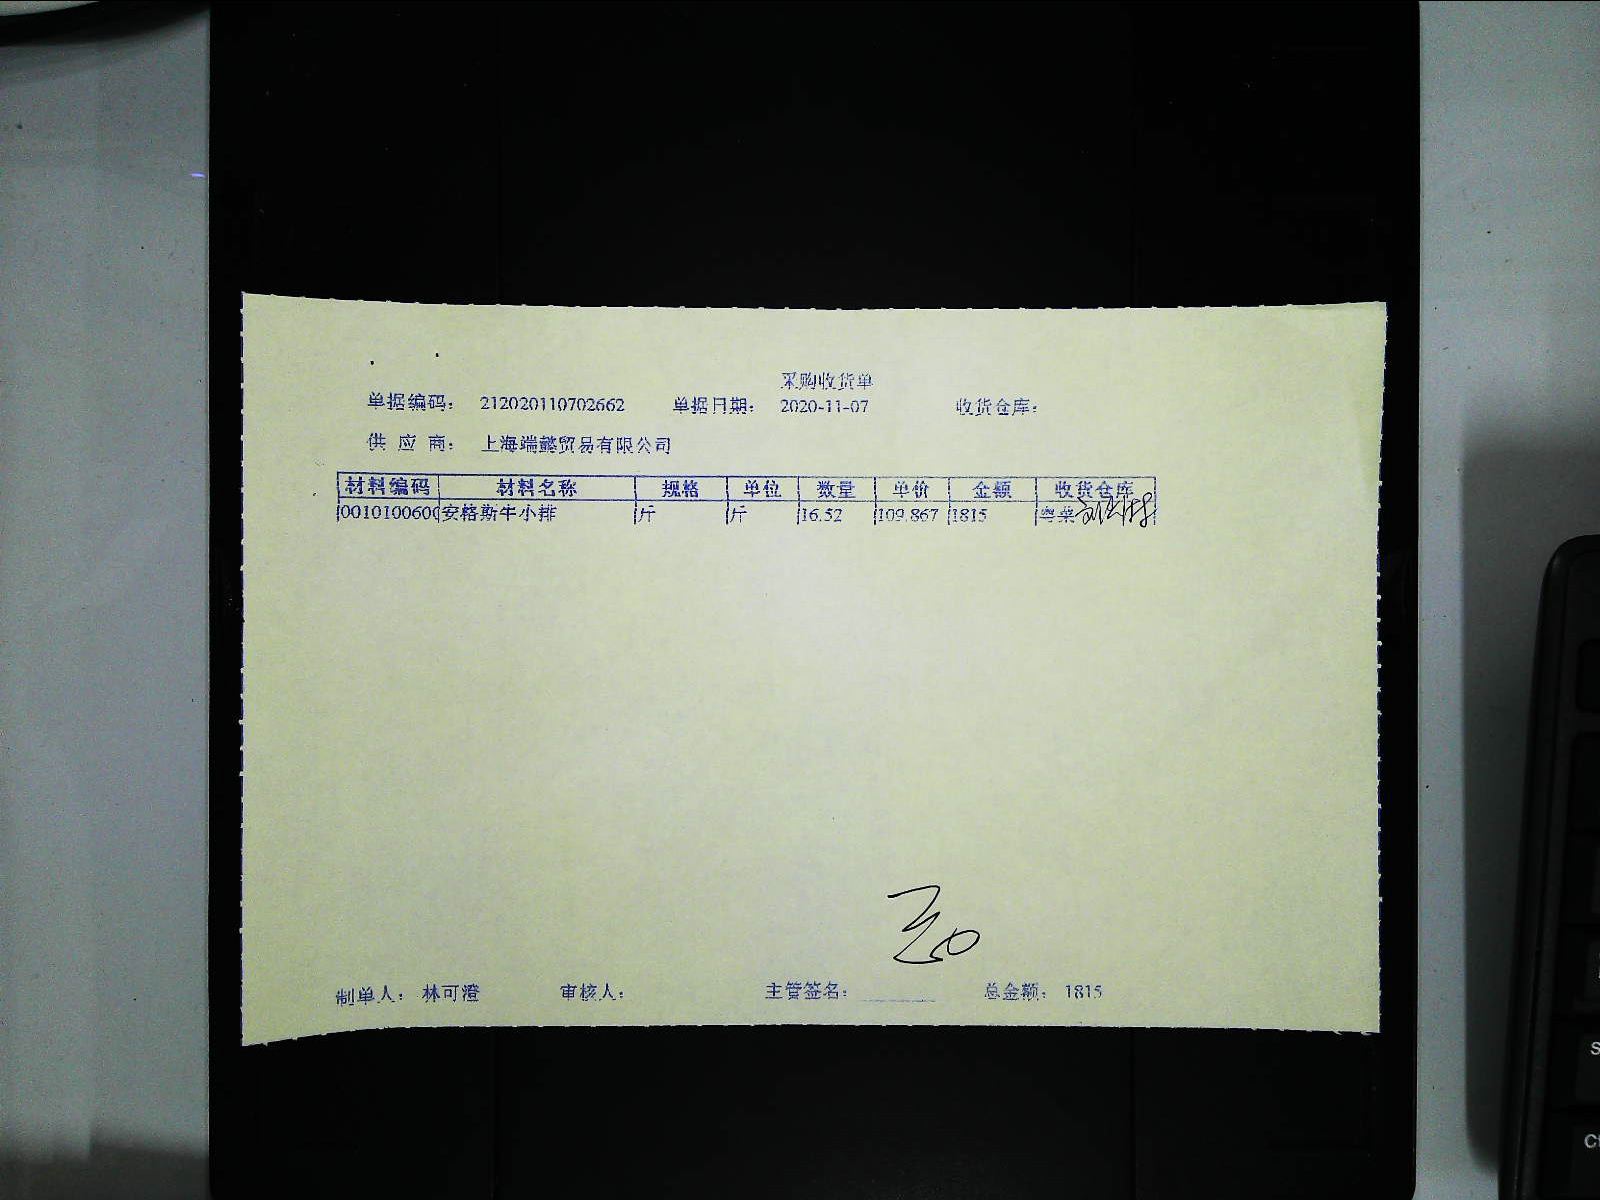 采购收货单
单据编码： 212020110702662 单据日期： 2020-11-07 收货仓库：
供 应 商： 上海端懿贸易有限公司
材料编码 材料名称 规格 单位 数量 单价 金额 收货仓库
0010100600 安格斯牛小排 斤 斤 16.52 109.867 1815 粤菜
制单人： 林可澄 审核人： 主管签名： 总金额： 1815